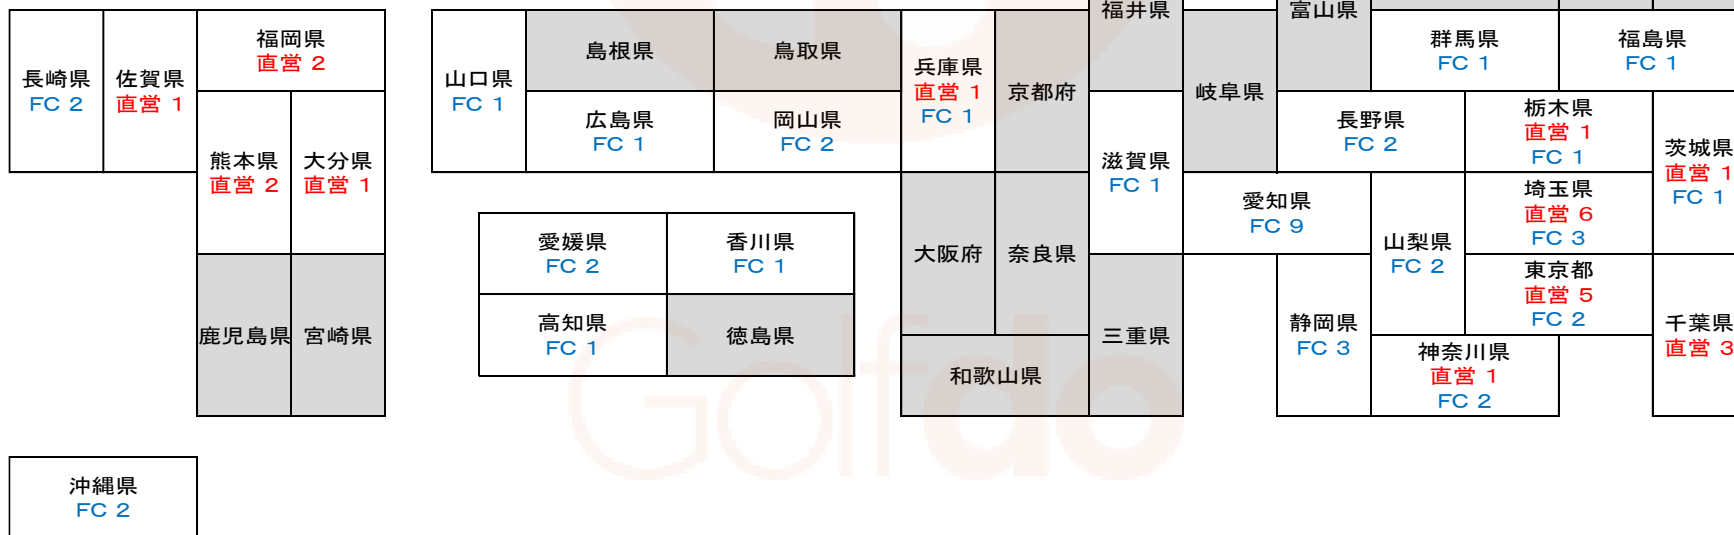 福井県
富山県
長崎県
FC 2
佐賀県
直営 1
福岡県
直営 2
熊本県
直営 2
大分県
直営 1
鹿児島県
宮崎県
沖縄県
FC 2
山口県
FC 1
島根県
鳥取県
広島県
FC 1
岡山県
FC 2
兵庫県
直営 1
FC 1
京都府
愛媛県
FC 2
香川県
FC 1
高知県
FC 1
徳島県
大阪府
奈良県
和歌山県
滋賀県
FC 1
三重県
岐阜県
愛知県
FC 9
静岡県
FC 3
群馬県
FC 1
福島県
FC 1
長野県
FC 2
栃木県
直営 1
FC 1
茨城県
直営 1
FC 1
山梨県
FC 2
埼玉県
直営 6
FC 3
東京都
直営 5
FC 2
神奈川県
直営 1
FC 2
千葉県
直営 3
Golfdo